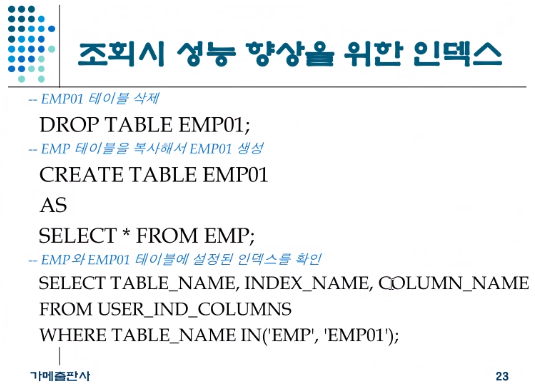 조회시 성능 향상을 위한 인덱스
-- EMP01 테이블 삭제
DROP TABLE EMP01;
-- EMP 테이블을 복사해서 EMP01 생성
CREATE TABLE EMP01
AS
SELECT * FROM EMP;
-- EMP와 EMP01 테이블에 설정된 인덱스를 확인
SELECT TABLE_NAME, INDEX_NAME, COLUMN_NAME
FROM USER_IND_COLUMNS
WHERE TABLE_NAME IN('EMP', 'EMP01');
가메출판사
23